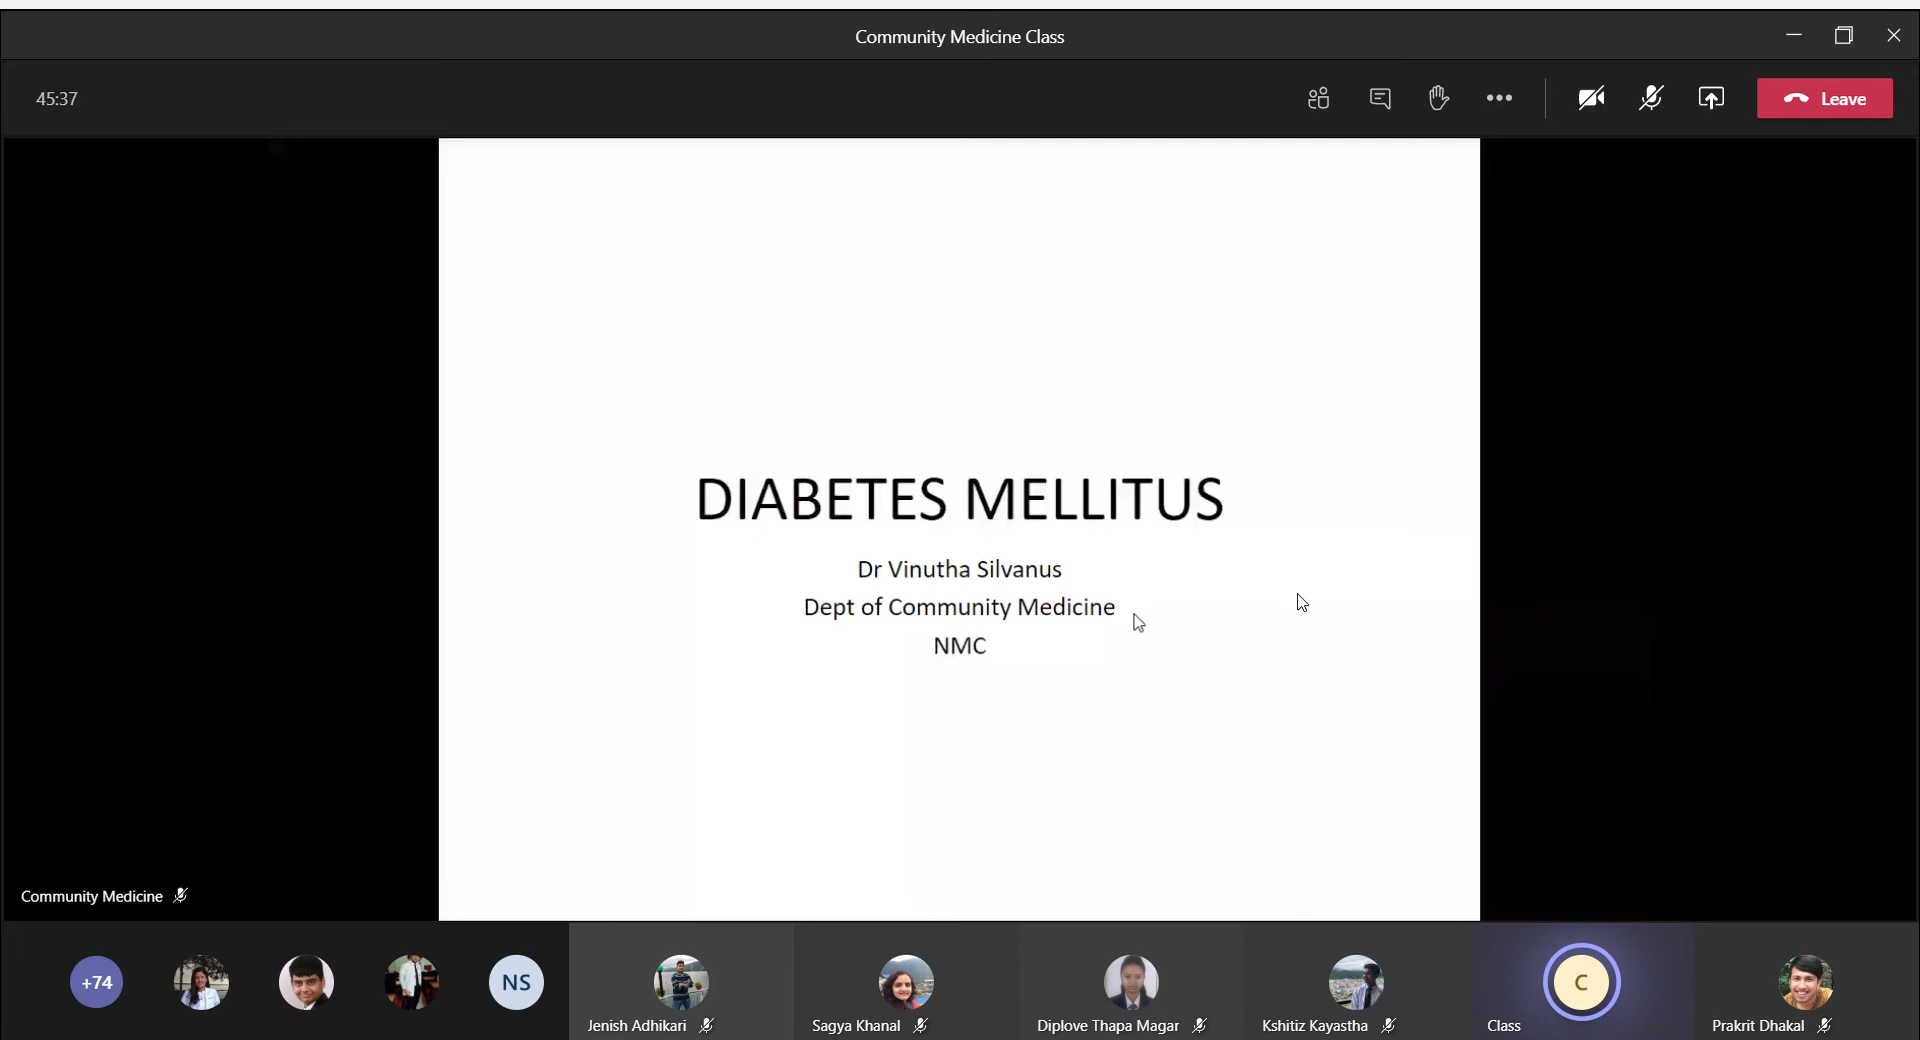 Community Medicine Class
45:37
Leave
DIABETES MELLITUS
Dr Vinutha Silvanus
Dept of Community Medicine
NMC
Community Medicine
+74
NS
C
Jenish Adhikari
Sagya Khanal
Diplove Thapa Magar
Kshitiz Kayastha
Class
Prakrit Dhakal